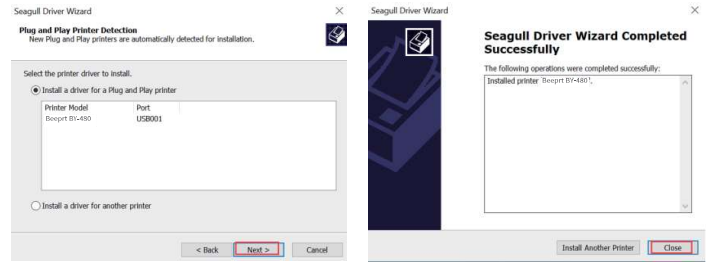 Seagull Driver Wizard
Plug and Play Printer Detection
New Plug and Play printers are automatically detected for installation.
Select the printer driver to install.
Install a driver for a Plug and Play printer
Printer Model Port
Beeprt BY-480 USB001
Install a driver for another printer
< Back Next > Cancel
Seagull Driver Wizard
Seagull Driver Wizard Completed
Successfully
The following operations were completed successfully:
Installed printer 'Beeprt BY-480'.
Install Another Printer Close